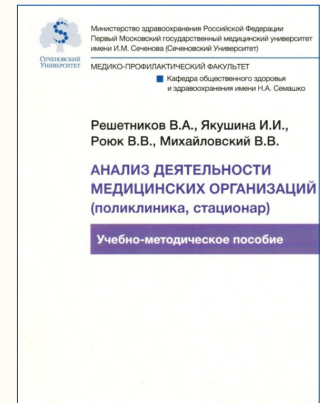 Министерство здравоохранения Российской Федерации
Первый Московский государственный медицинский университет
имени И.М. Сеченова (Сеченовский Университет)
Сеченовский
Университет
МЕДИКО-ПРОФИЛАКТИЧЕСКИЙ ФАКУЛЬТЕТ
Кафедра общественного здоровья
и здравоохранения имени Н.А. Семашко
Решетников В.А., Якушина И.И.,
Роюк В.В., Михайловский В.В.
АНАЛИЗ ДЕЯТЕЛЬНОСТИ
МЕДИЦИНСКИХ ОРГАНИЗАЦИЙ
(поликлиника, стационар)
Учебно-методическое пособие